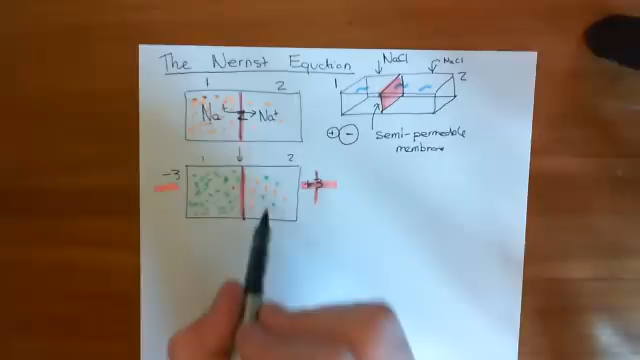 The Nernst Equation
1 2
Na⁺ Na⁺
1 2
-3 +3
NaCl NaCl
1 2
+ -
semi-permeable
membrane